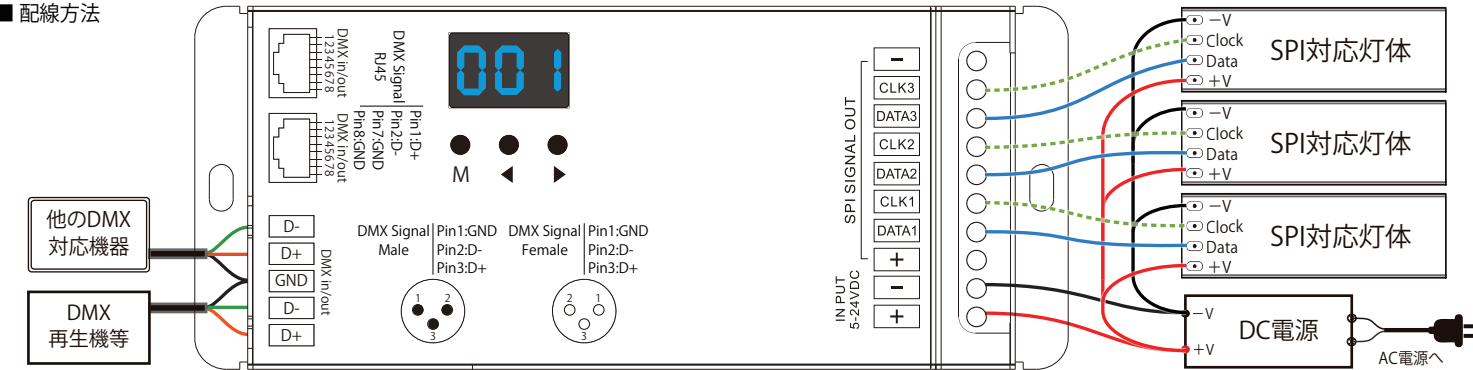 ■ 配線方法
DMX in/out
12345678
DMX in/out
12345678
DMX Signal
RJ45
Pin1:D+
Pin2:D-
Pin7:GND
Pin8:GND
001
M
◀
▶
他のDMX
対応機器
DMX
再生機等
D-
D+
GND
D-
D+
DMX in/out
DMX Signal
Male
Pin1:GND
Pin2:D-
Pin3:D+
1 2
3
DMX Signal
Female
Pin1:GND
Pin2:D-
Pin3:D+
2 1
3
SPI SIGNAL OUT
−
CLK3
DATA3
CLK2
DATA2
CLK1
DATA1
+
INPUT
5-24VDC
−
+
−V
Clock
Data
+V
SPI対応灯体
−V
Clock
Data
+V
SPI対応灯体
−V
Clock
Data
+V
SPI対応灯体
−V
+V
DC電源
AC電源へ